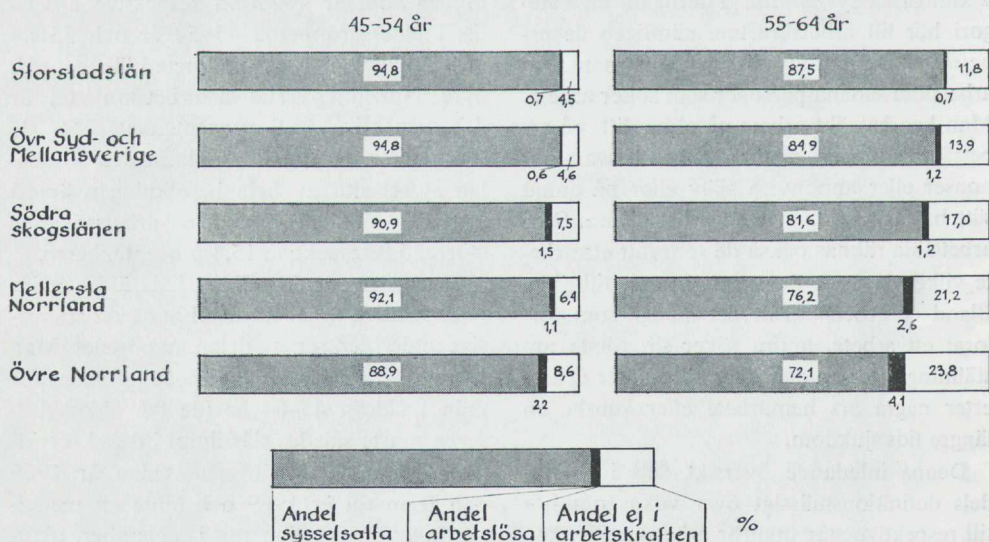 45-54 år 55-64 år
Storstadslän 94,8 87,5 11,8
0,7 4,5 0,7
Övr Syd- och
Mellansverige 94,8 84,9 13,9
0,6 4,6 1,2
Södra
skogslänen 90,9 7,5 81,6 17,0
1,5 1,2
Mellersta
Norrland 92,1 6,4 76,2 21,2
1,1 2,6
Övre Norrland 88,9 8,6 72,1 23,8
2,2 4,1
Andel
sysselsatta
Andel
arbetslösa
Andel ej i
arbetskraften
%